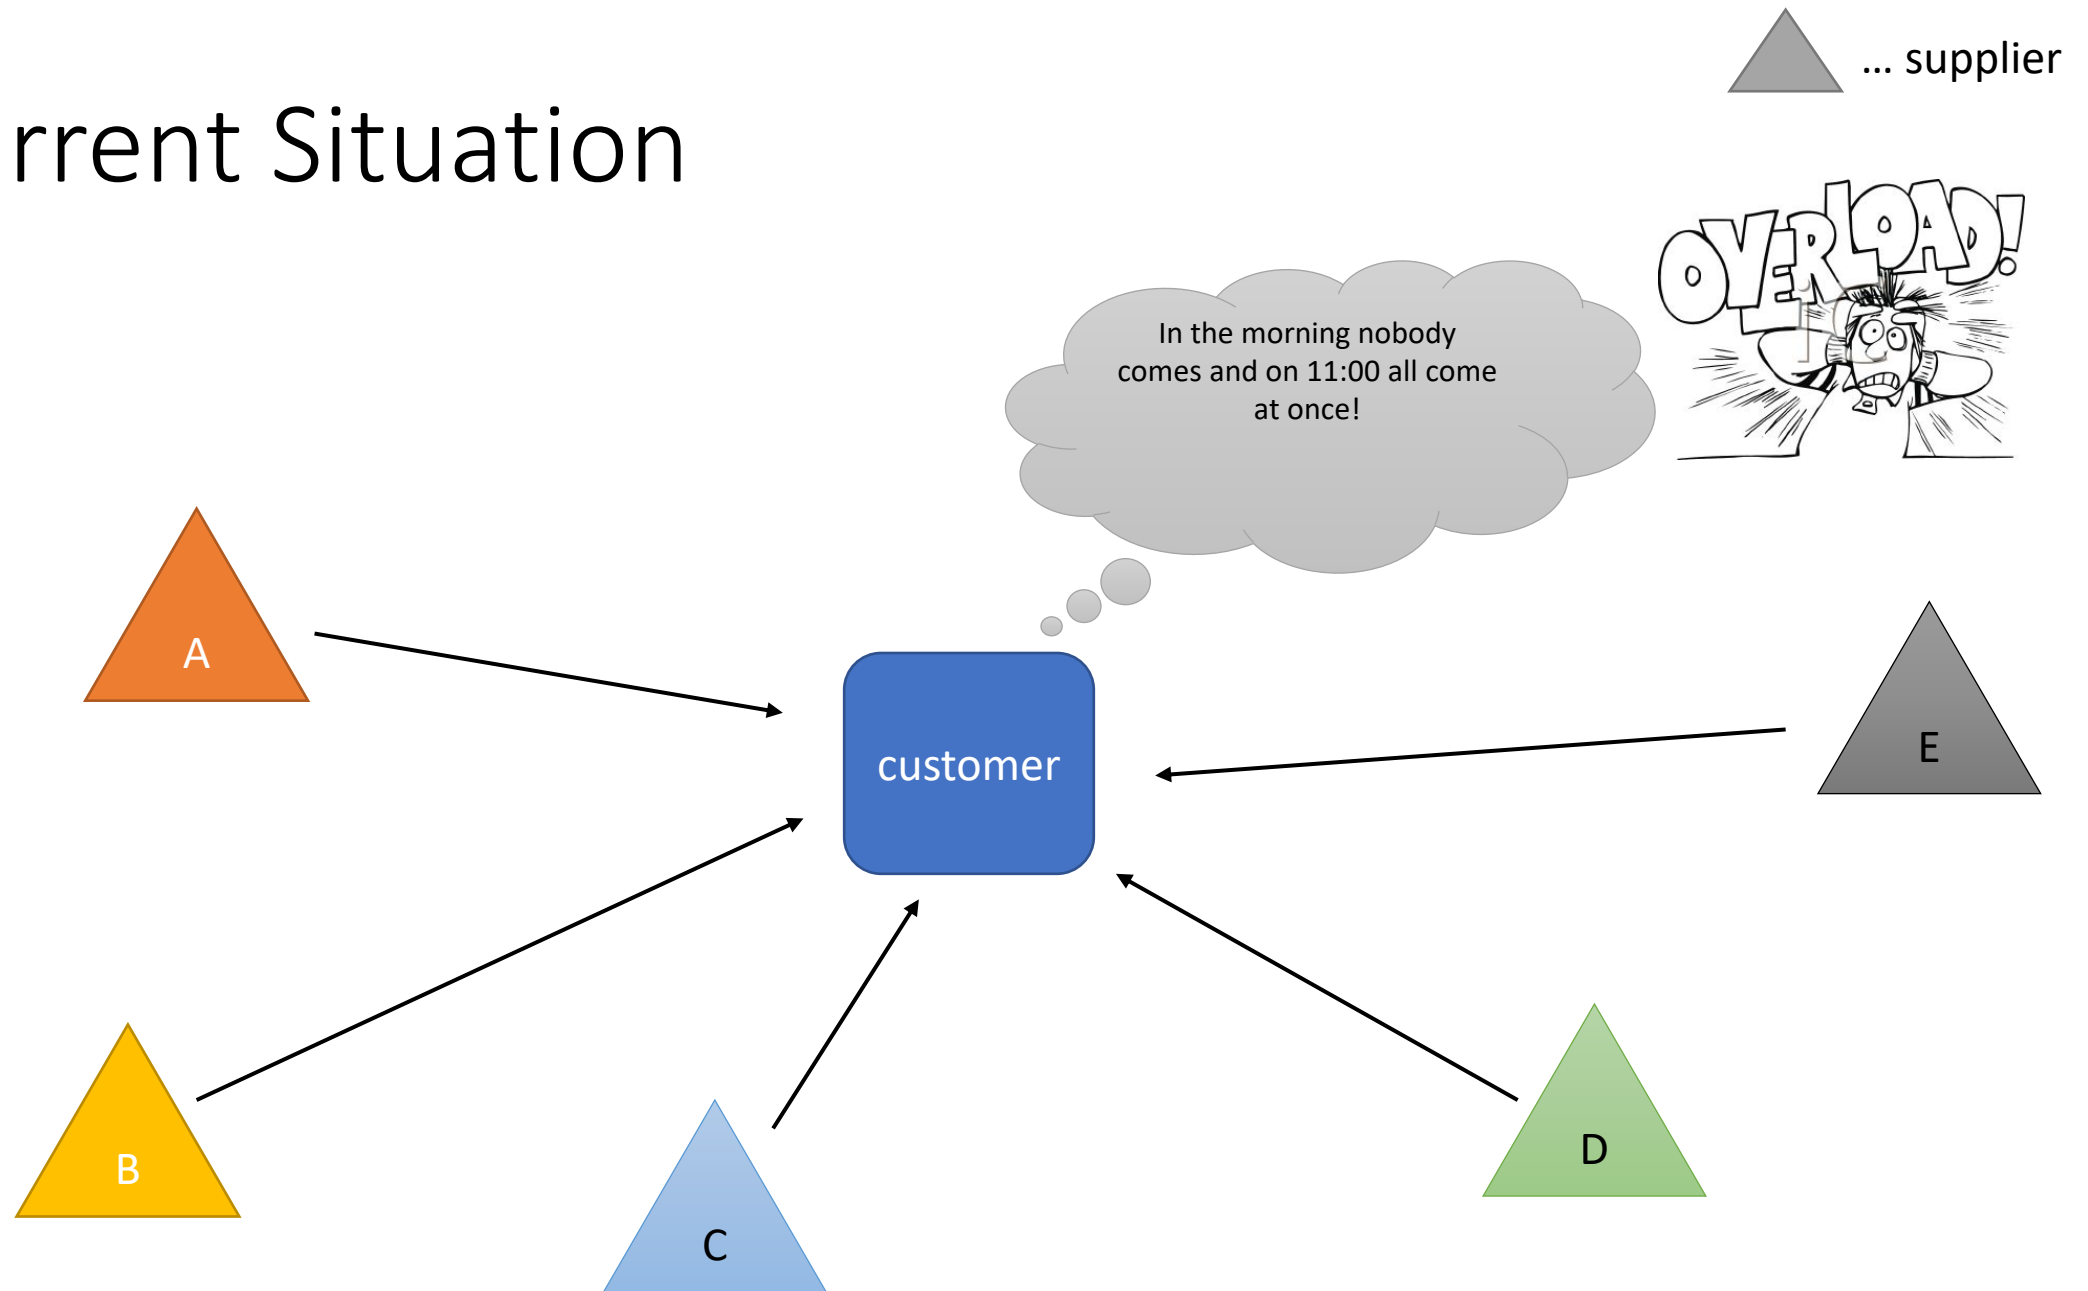 ... supplier
rrent Situation
OVERLOAD!
In the morning nobody
comes and on 11:00 all come
at once!
A
customer
E
B
C
D